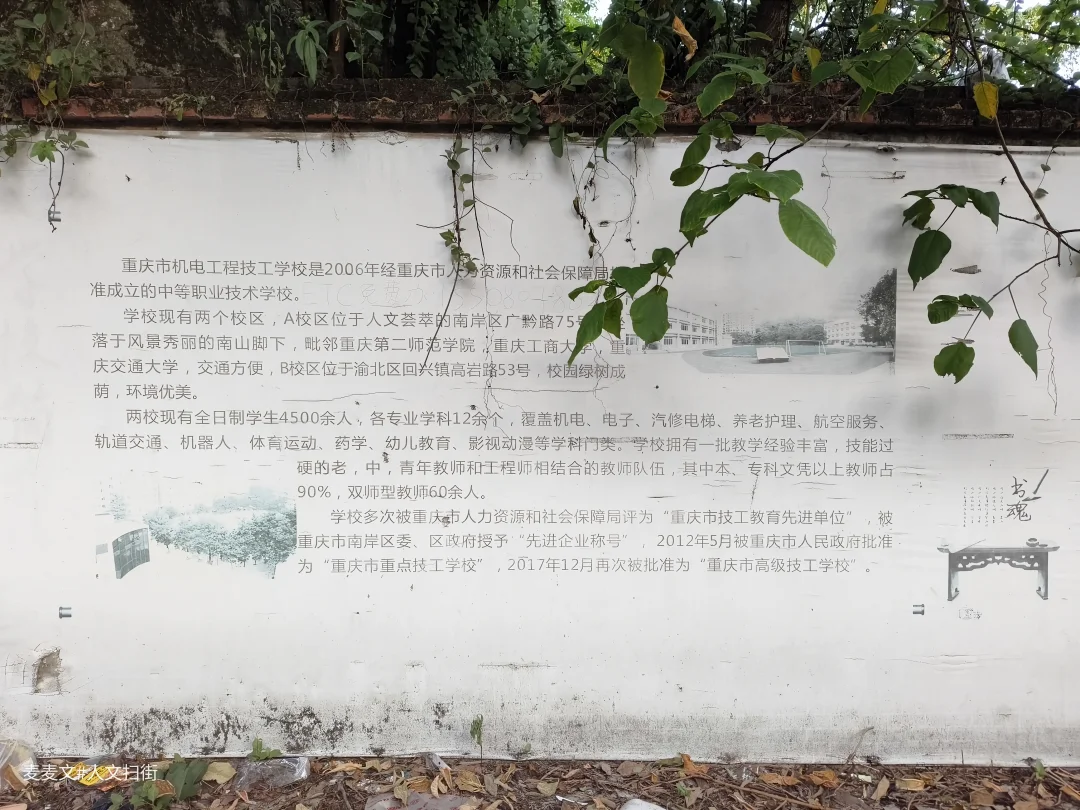 重庆市机电工程技工学校是2006年经重庆市人力资源和社会保障局
准成立的中等职业技术学校。
学校现有两个校区，A校区位于人文荟萃的南岸区广黔路75
落于风景秀丽的南山脚下，毗邻重庆第二师范学院，重庆工商大学 重
庆交通大学，交通方便，B校区位于渝北区回兴镇高岩路53号，校园绿树成
荫，环境优美。
两校现有全日制学生4500余人，各专业学科12余个，覆盖机电、电子、汽修电梯、养老护理、航空服务、
轨道交通、机器人、体育运动、药学、幼儿教育、影视动漫等学科门类。学校拥有一批教学经验丰富，技能过
硬的老，中，青年教师和工程师相结合的教师队伍，其中本、专科文凭以上教师占
90%，双师型教师60余人。
学校多次被重庆市人力资源和社会保障局评为“重庆市技工教育先进单位”，被
重庆市南岸区委、区政府授予“先进企业称号”，2012年5月被重庆市人民政府批准
为“重庆市重点技工学校”，2017年12月再次被批准为“重庆市高级技工学校”。
书魂
麦麦文#人文扫街